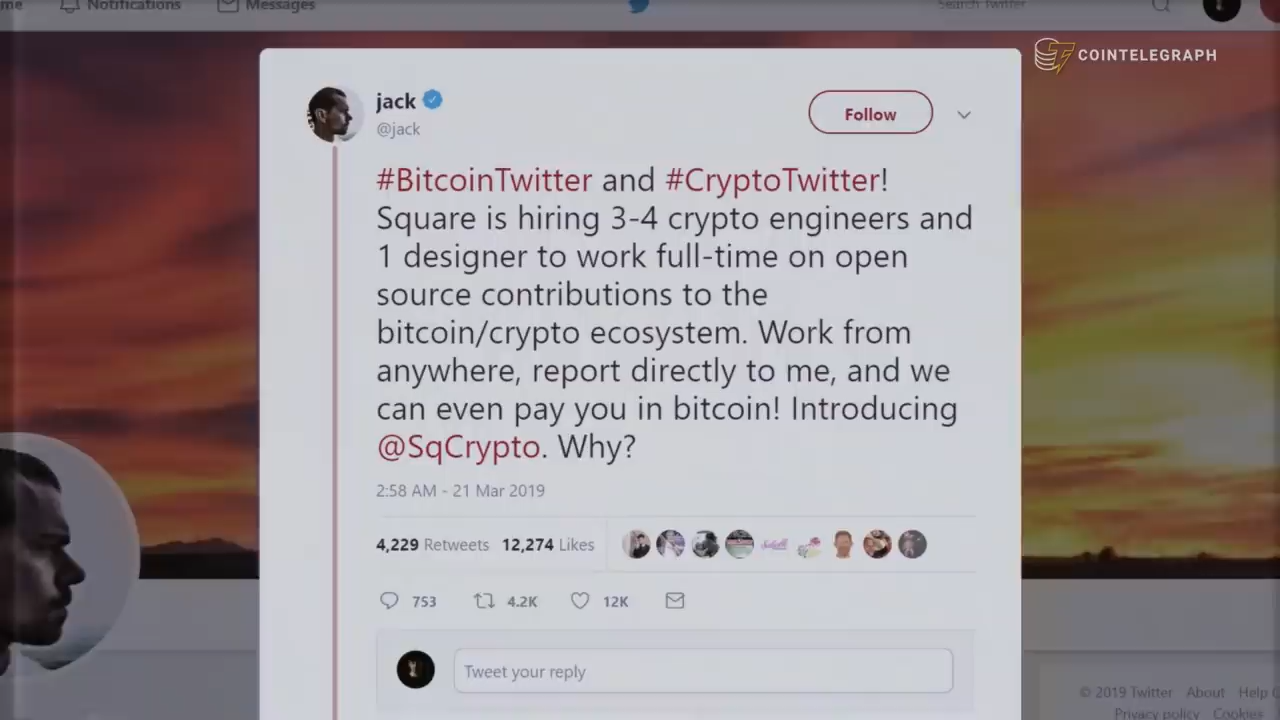 me Notifications Messages Search Twitter
COINTELEGRAPH
jack
@jack
Follow
#BitcoinTwitter and #CryptoTwitter!
Square is hiring 3-4 crypto engineers and
1 designer to work full-time on open
source contributions to the
bitcoin/crypto ecosystem. Work from
anywhere, report directly to me, and we
can even pay you in bitcoin! Introducing
@SqCrypto. Why?
2:58 AM - 21 Mar 2019
4,229 Retweets 12,274 Likes
753 4.2K 12K
Tweet your reply
© 2019 Twitter About Help C
Privacy policy Cookies